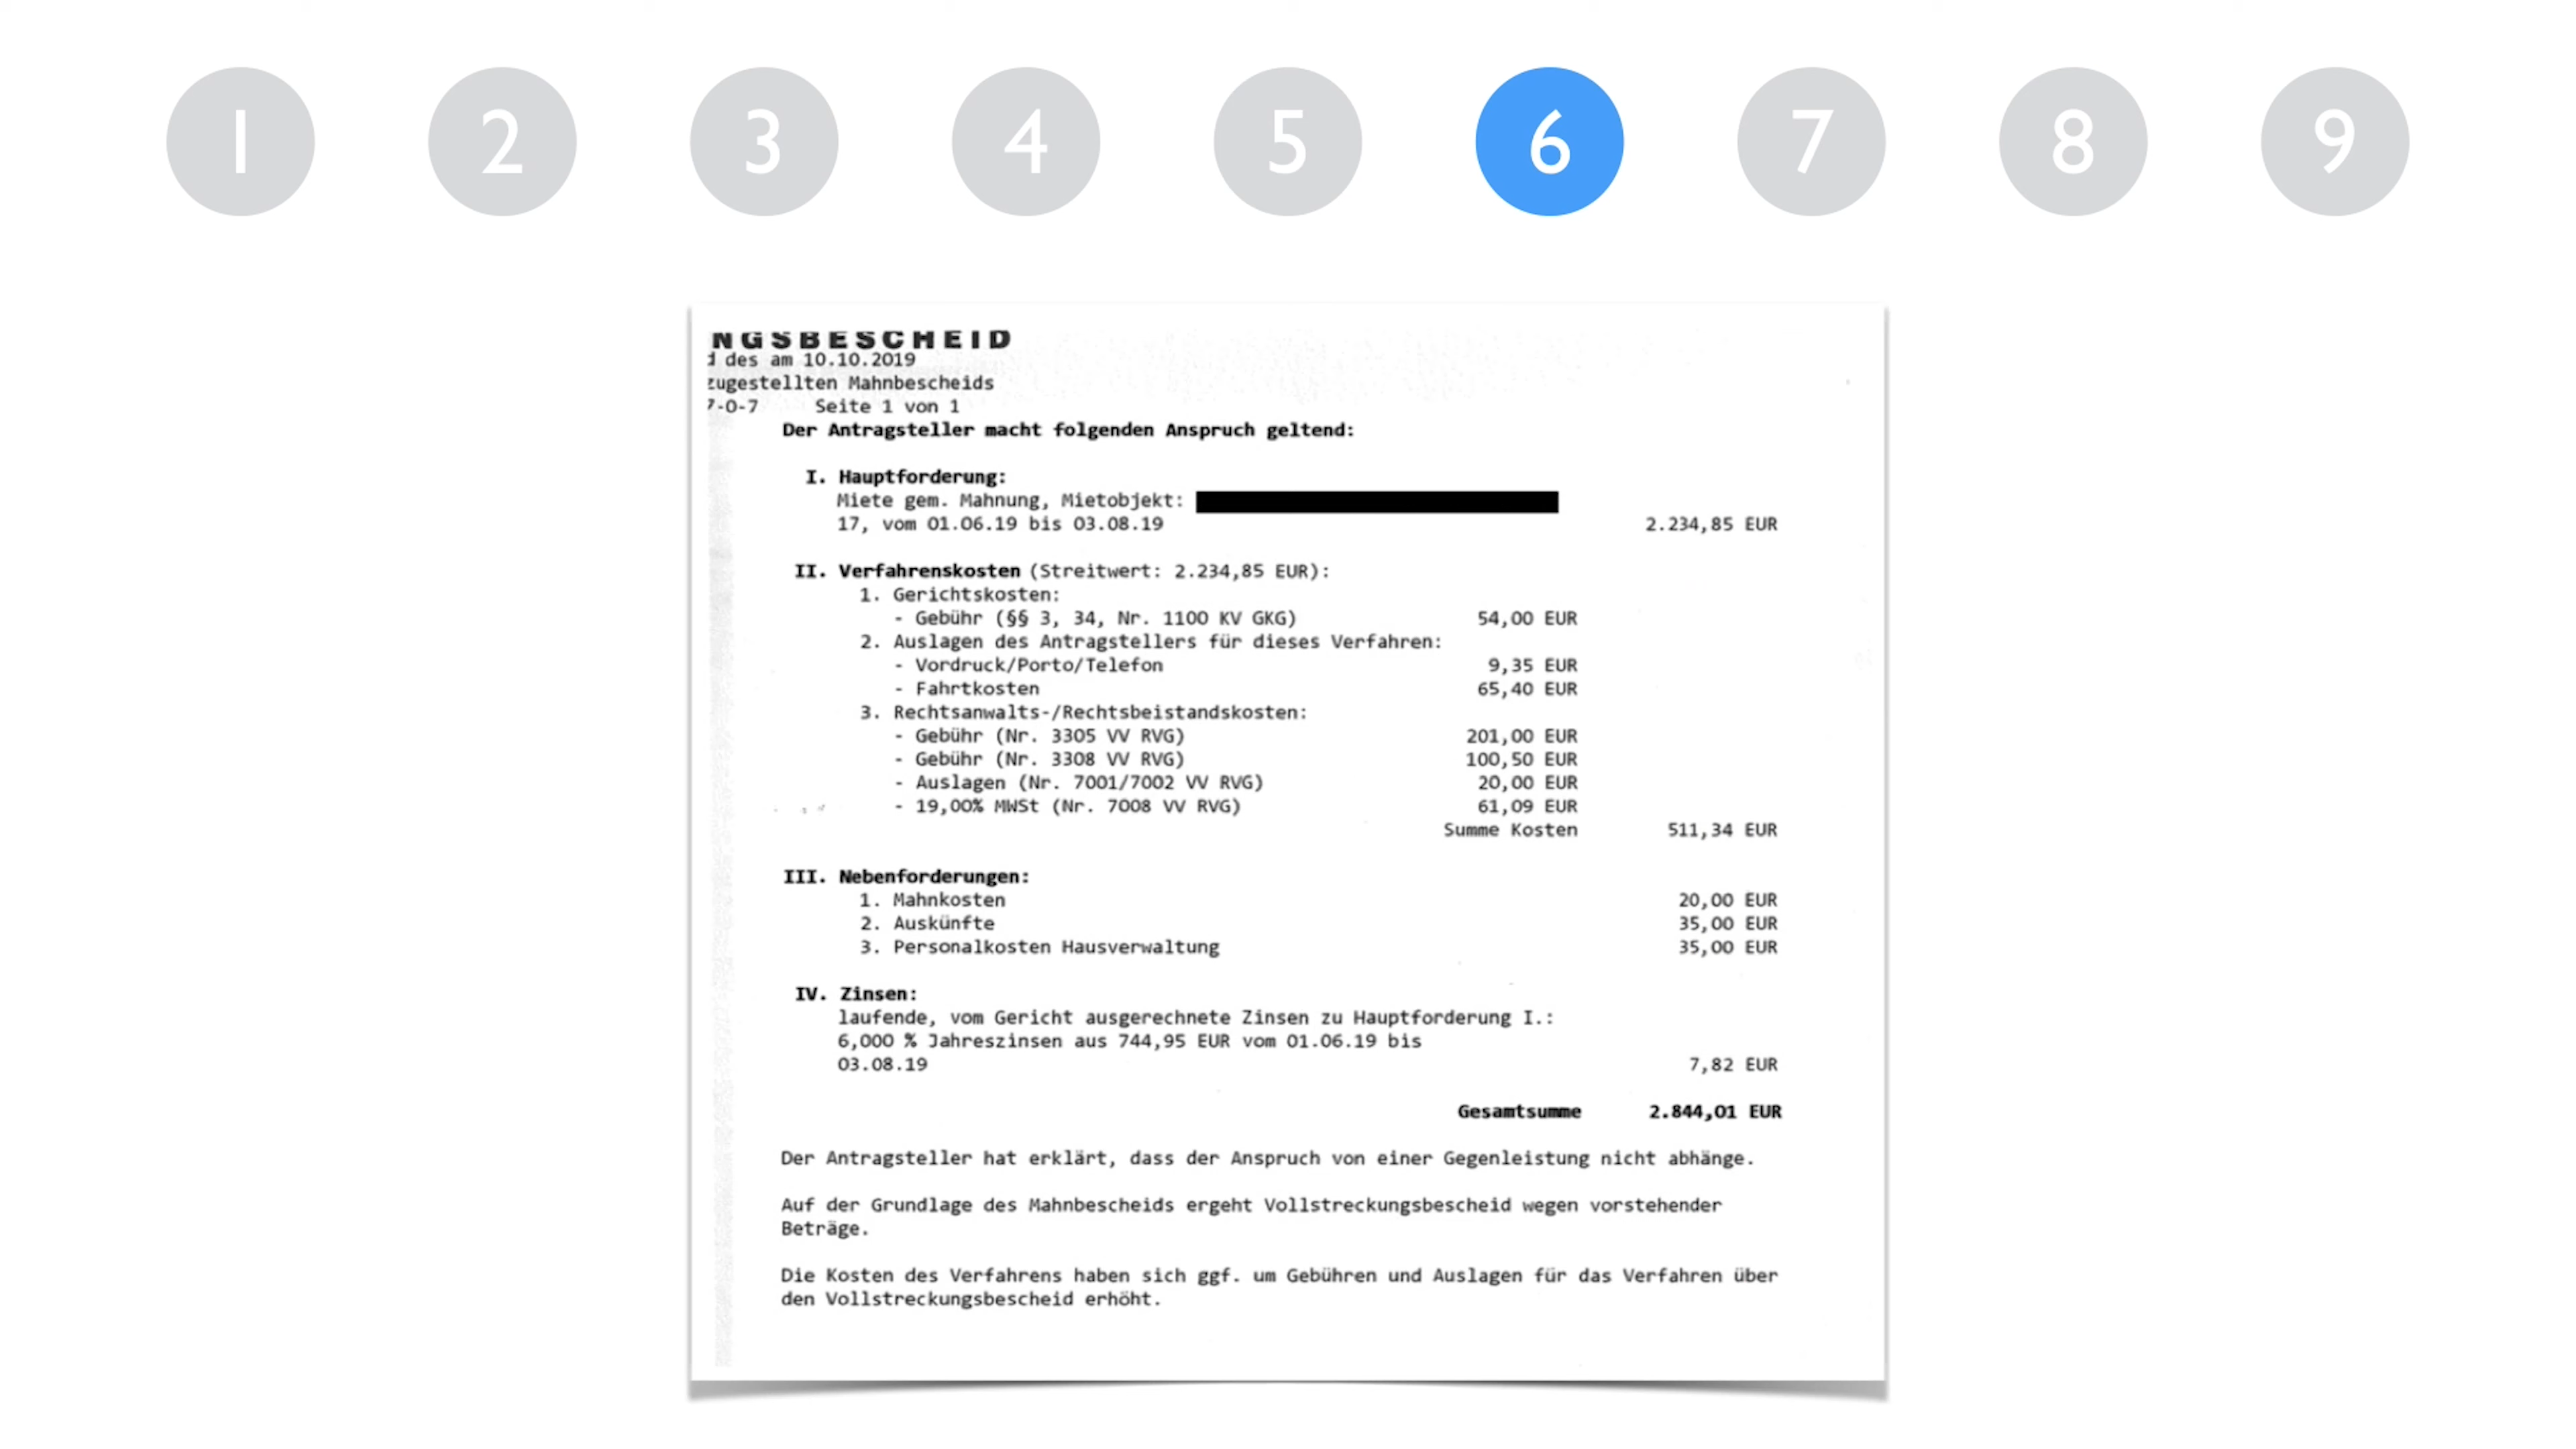 1 2 3 4 5 6 7 8 9
NGSBESCHEID
d des am 10.10.2019
zugestellten Mahnbescheids
7-0-7 Seite 1 von 1
Der Antragsteller macht folgenden Anspruch geltend:
I. Hauptforderung:
Miete gem. Mahnung, Mietobjekt:
17, vom 01.06.19 bis 03.08.19 2.234,85 EUR
II. Verfahrenskosten (Streitwert: 2.234,85 EUR):
1. Gerichtskosten:
- Gebühr (§§ 3, 34, Nr. 1100 KV GKG) 54,00 EUR
2. Auslagen des Antragstellers für dieses Verfahren:
- Vordruck/Porto/Telefon 9,35 EUR
- Fahrtkosten 65,40 EUR
3. Rechtsanwalts-/Rechtsbeistandskosten:
- Gebühr (Nr. 3305 VV RVG) 201,00 EUR
- Gebühr (Nr. 3308 VV RVG) 100,50 EUR
- Auslagen (Nr. 7001/7002 VV RVG) 20,00 EUR
- 19,00% MWSt (Nr. 7008 VV RVG) 61,09 EUR
Summe Kosten 511,34 EUR
III. Nebenforderungen:
1. Mahnkosten 20,00 EUR
2. Auskünfte 35,00 EUR
3. Personalkosten Hausverwaltung 35,00 EUR
IV. Zinsen:
laufende, vom Gericht ausgerechnete Zinsen zu Hauptforderung I.:
6,000 % Jahreszinsen aus 744,95 EUR vom 01.06.19 bis
03.08.19 7,82 EUR
Gesamtsumme 2.844,01 EUR
Der Antragsteller hat erklärt, dass der Anspruch von einer Gegenleistung nicht abhänge.
Auf der Grundlage des Mahnbescheids ergeht Vollstreckungsbescheid wegen vorstehender
Beträge.
Die Kosten des Verfahrens haben sich ggf. um Gebühren und Auslagen für das Verfahren über
den Vollstreckungsbescheid erhöht.